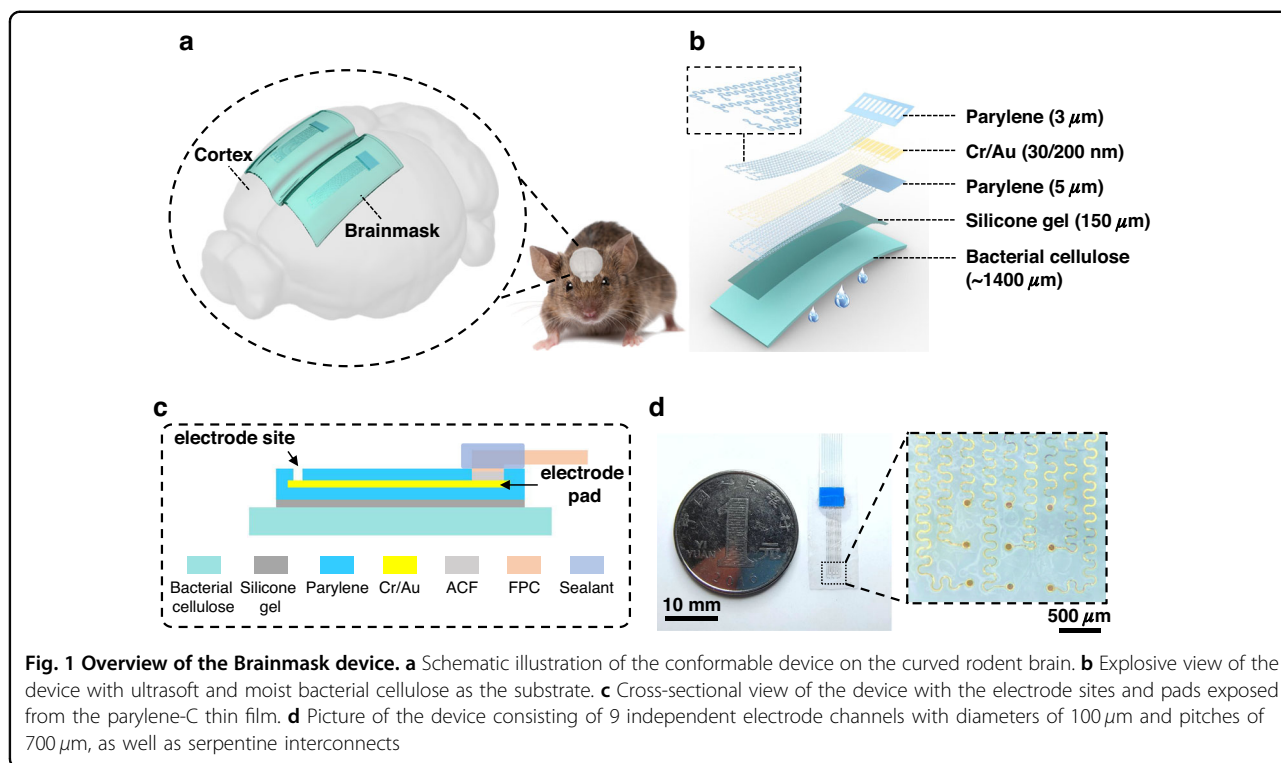 a
Cortex
Brainmask
b
Parylene (3 μm)
Cr/Au (30/200 nm)
Parylene (5 μm)
Silicone gel (150 μm)
Bacterial cellulose
(~1400 μm)
c
electrode site
electrode
pad
Bacterial
cellulose
Silicone
gel
Parylene
Cr/Au
ACF
FPC
Sealant
d
YI
YUAN
1
元
10 mm
500 μm
Fig. 1 Overview of the Brainmask device. a Schematic illustration of the conformable device on the curved rodent brain. b Explosive view of the
device with ultrasoft and moist bacterial cellulose as the substrate. c Cross-sectional view of the device with the electrode sites and pads exposed
from the parylene-C thin film. d Picture of the device consisting of 9 independent electrode channels with diameters of 100 μm and pitches of
700 μm, as well as serpentine interconnects